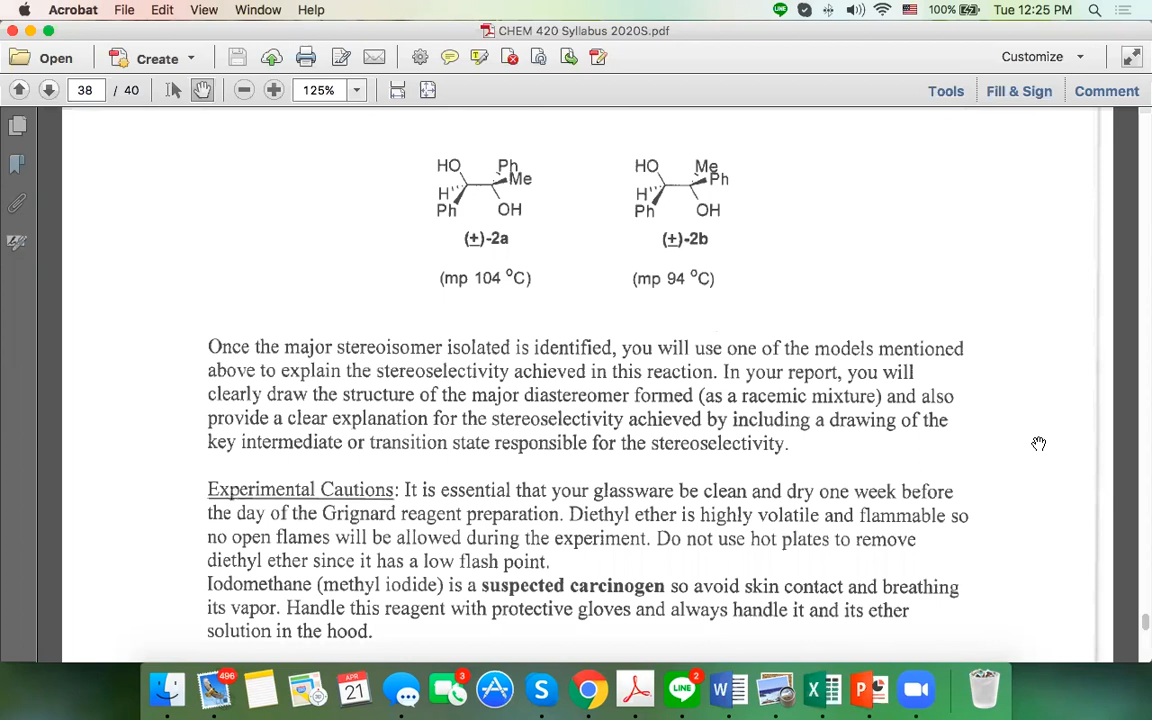 Acrobat File Edit View Window Help 100% Tue 12:25 PM
CHEM 420 Syllabus 2020S.pdf
Open Create Customize
38 / 40 125% Tools Fill & Sign Comment
HO Ph HO Me
Me Ph
H H
Ph OH Ph OH
(±)-2a (±)-2b
(mp 104 °C) (mp 94 °C)
Once the major stereoisomer isolated is identified, you will use one of the models mentioned
above to explain the stereoselectivity achieved in this reaction. In your report, you will
clearly draw the structure of the major diastereomer formed (as a racemic mixture) and also
provide a clear explanation for the stereoselectivity achieved by including a drawing of the
key intermediate or transition state responsible for the stereoselectivity.
Experimental Cautions: It is essential that your glassware be clean and dry one week before
the day of the Grignard reagent preparation. Diethyl ether is highly volatile and flammable so
no open flames will be allowed during the experiment. Do not use hot plates to remove
diethyl ether since it has a low flash point.
Iodomethane (methyl iodide) is a suspected carcinogen so avoid skin contact and breathing
its vapor. Handle this reagent with protective gloves and always handle it and its ether
solution in the hood.
496 APR 21 3 LINE 2